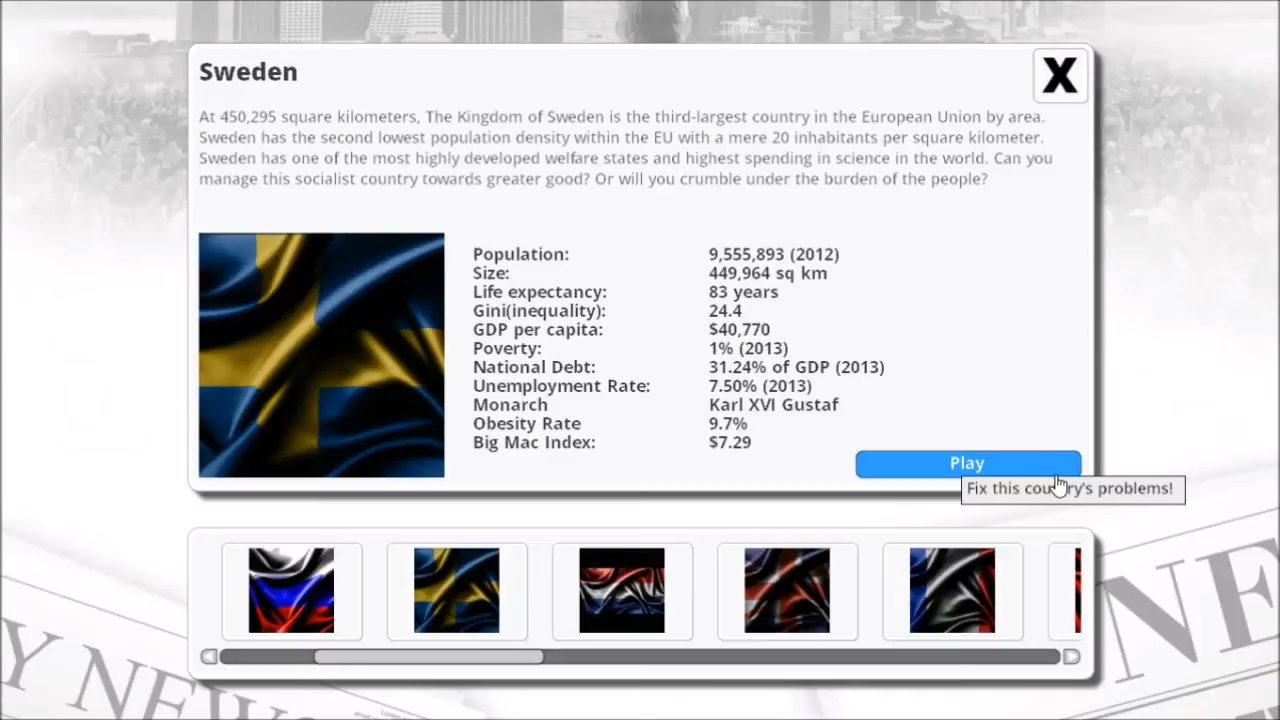 Sweden
X
At 450,295 square kilometers, The Kingdom of Sweden is the third-largest country in the European Union by area.
Sweden has the second lowest population density within the EU with a mere 20 inhabitants per square kilometer.
Sweden has one of the most highly developed welfare states and highest spending in science in the world. Can you
manage this socialist country towards greater good? Or will you crumble under the burden of the people?
Population: 9,555,893 (2012)
Size: 449,964 sq km
Life expectancy: 83 years
Gini(inequality): 24.4
GDP per capita: $40,770
Poverty: 1% (2013)
National Debt: 31.24% of GDP (2013)
Unemployment Rate: 7.50% (2013)
Monarch Karl XVI Gustaf
Obesity Rate 9.7%
Big Mac Index: $7.29
Play
Fix this country's problems!
Y NEWS
NE